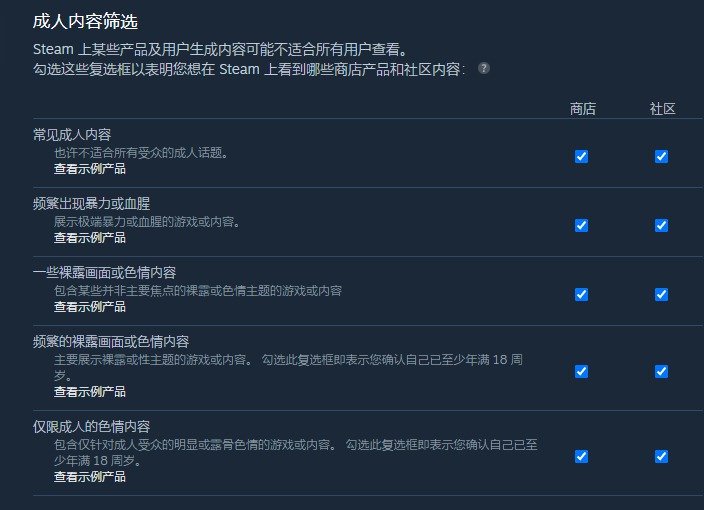 成人内容筛选
Steam 上某些产品及用户生成内容可能不适合所有用户查看。
勾选这些复选框以表明您想在 Steam 上看到哪些商店产品和社区内容： ?
商店 社区
常见成人内容
也许不适合所有受众的成人话题。
查看示例产品
频繁出现暴力或血腥
展示极端暴力或血腥的游戏或内容。
查看示例产品
一些裸露画面或色情内容
包含某些并非主要焦点的裸露或色情主题的游戏或内容
查看示例产品
频繁的裸露画面或色情内容
主要展示裸露或性主题的游戏或内容。 勾选此复选框即表示您确认自己已至少年满 18 周
岁。
查看示例产品
仅限成人的色情内容
包含仅针对成人受众的明显或露骨色情的游戏或内容。 勾选此复选框即表示您确认自己已至
少年满 18 周岁。
查看示例产品